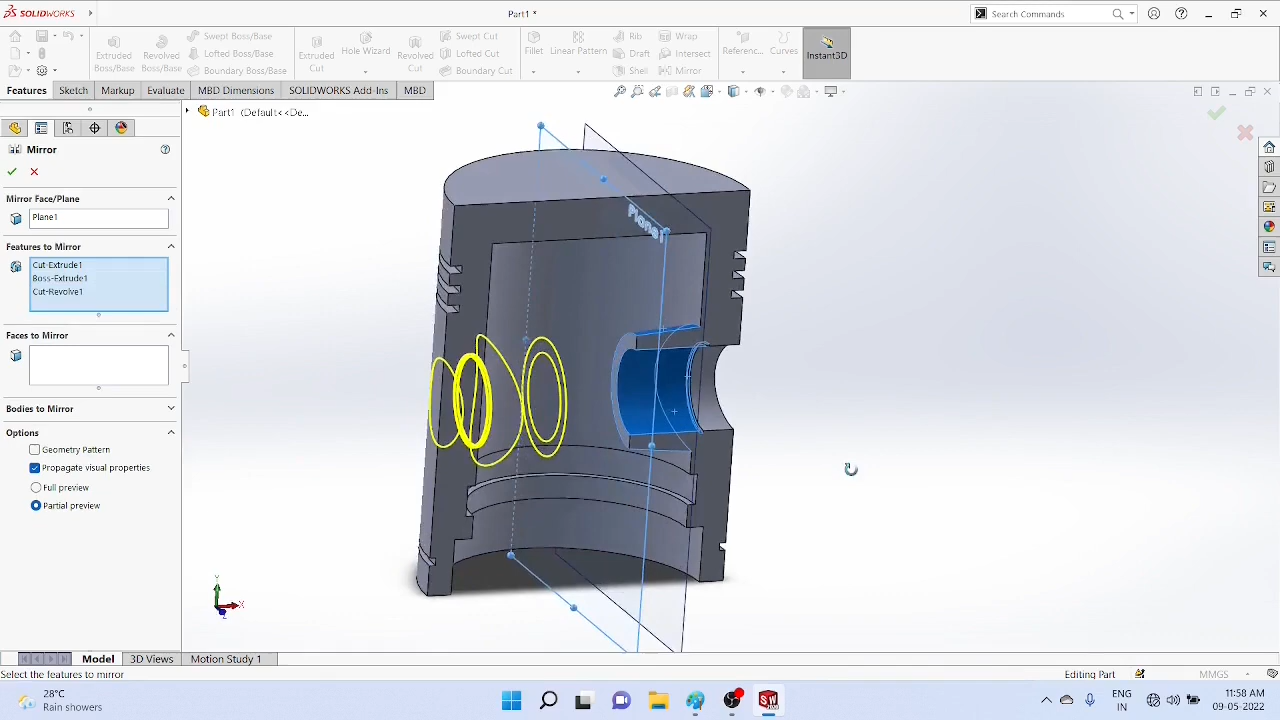 SOLIDWORKS
Part1 *
Search Commands
Extruded Boss/Base
Revolved Boss/Base
Swept Boss/Base
Lofted Boss/Base
Boundary Boss/Base
Extruded Cut
Hole Wizard
Revolved Cut
Swept Cut
Lofted Cut
Boundary Cut
Fillet
Linear Pattern
Rib
Draft
Shell
Wrap
Intersect
Mirror
Referenc...
Curves
Instant3D
Features
Sketch
Markup
Evaluate
MBD Dimensions
SOLIDWORKS Add-Ins
MBD
Part1 (Default<<De...
Mirror
Mirror Face/Plane
Plane1
Features to Mirror
Cut-Extrude1
Boss-Extrude1
Cut-Revolve1
Faces to Mirror
Bodies to Mirror
Options
Geometry Pattern
Propagate visual properties
Full preview
Partial preview
Plane1
Y
X
Z
Model
3D Views
Motion Study 1
Select the features to mirror
Editing Part
MMGS
28°C
Rain showers
ENG
IN
11:58 AM
09-05-2022